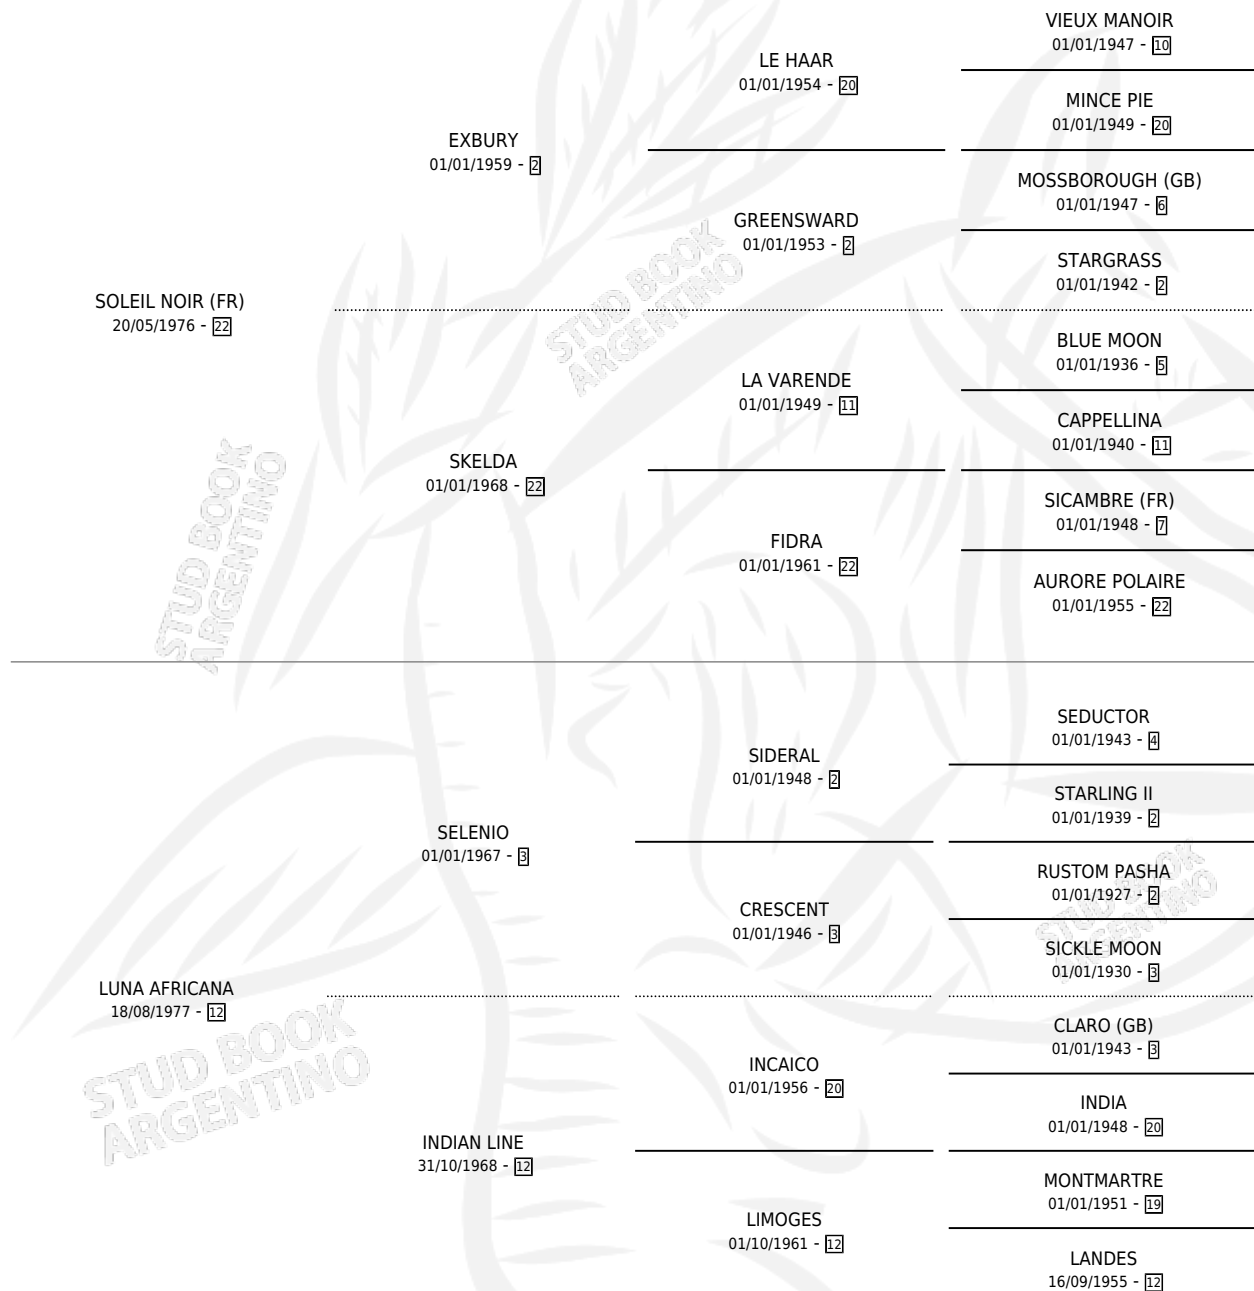 VIEUX MANOIR
01/01/1947 - 10
LE HAAR
01/01/1954 - 20
MINCE PIE
01/01/1949 - 20
EXBURY
01/01/1959 - 2
MOSSBOROUGH (GB)
01/01/1947 - 6
GREENSWARD
01/01/1953 - 2
STARGRASS
01/01/1942 - 2
SOLEIL NOIR (FR)
20/05/1976 - 22
BLUE MOON
01/01/1936 - 5
LA VARENDE
01/01/1949 - 11
CAPPELLINA
01/01/1940 - 11
SKELDA
01/01/1968 - 22
SICAMBRE (FR)
01/01/1948 - 7
FIDRA
01/01/1961 - 22
AURORE POLAIRE
01/01/1955 - 22
STUD BOOK
ARGENTINO
STUD BOOK
ARGENTINO
SEDUCTOR
01/01/1943 - 4
SIDERAL
01/01/1948 - 2
STARLING II
01/01/1939 - 2
SELENIO
01/01/1967 - 3
RUSTOM PASHA
01/01/1927 - 2
CRESCENT
01/01/1946 - 3
SICKLE MOON
01/01/1930 - 3
LUNA AFRICANA
18/08/1977 - 12
CLARO (GB)
01/01/1943 - 3
INCAICO
01/01/1956 - 20
INDIA
01/01/1948 - 20
INDIAN LINE
31/10/1968 - 12
MONTMARTRE
01/01/1951 - 19
LIMOGES
01/10/1961 - 12
LANDES
16/09/1955 - 12
STUD BOOK
ARGENTINO
STUD BOOK
ARGENTINO